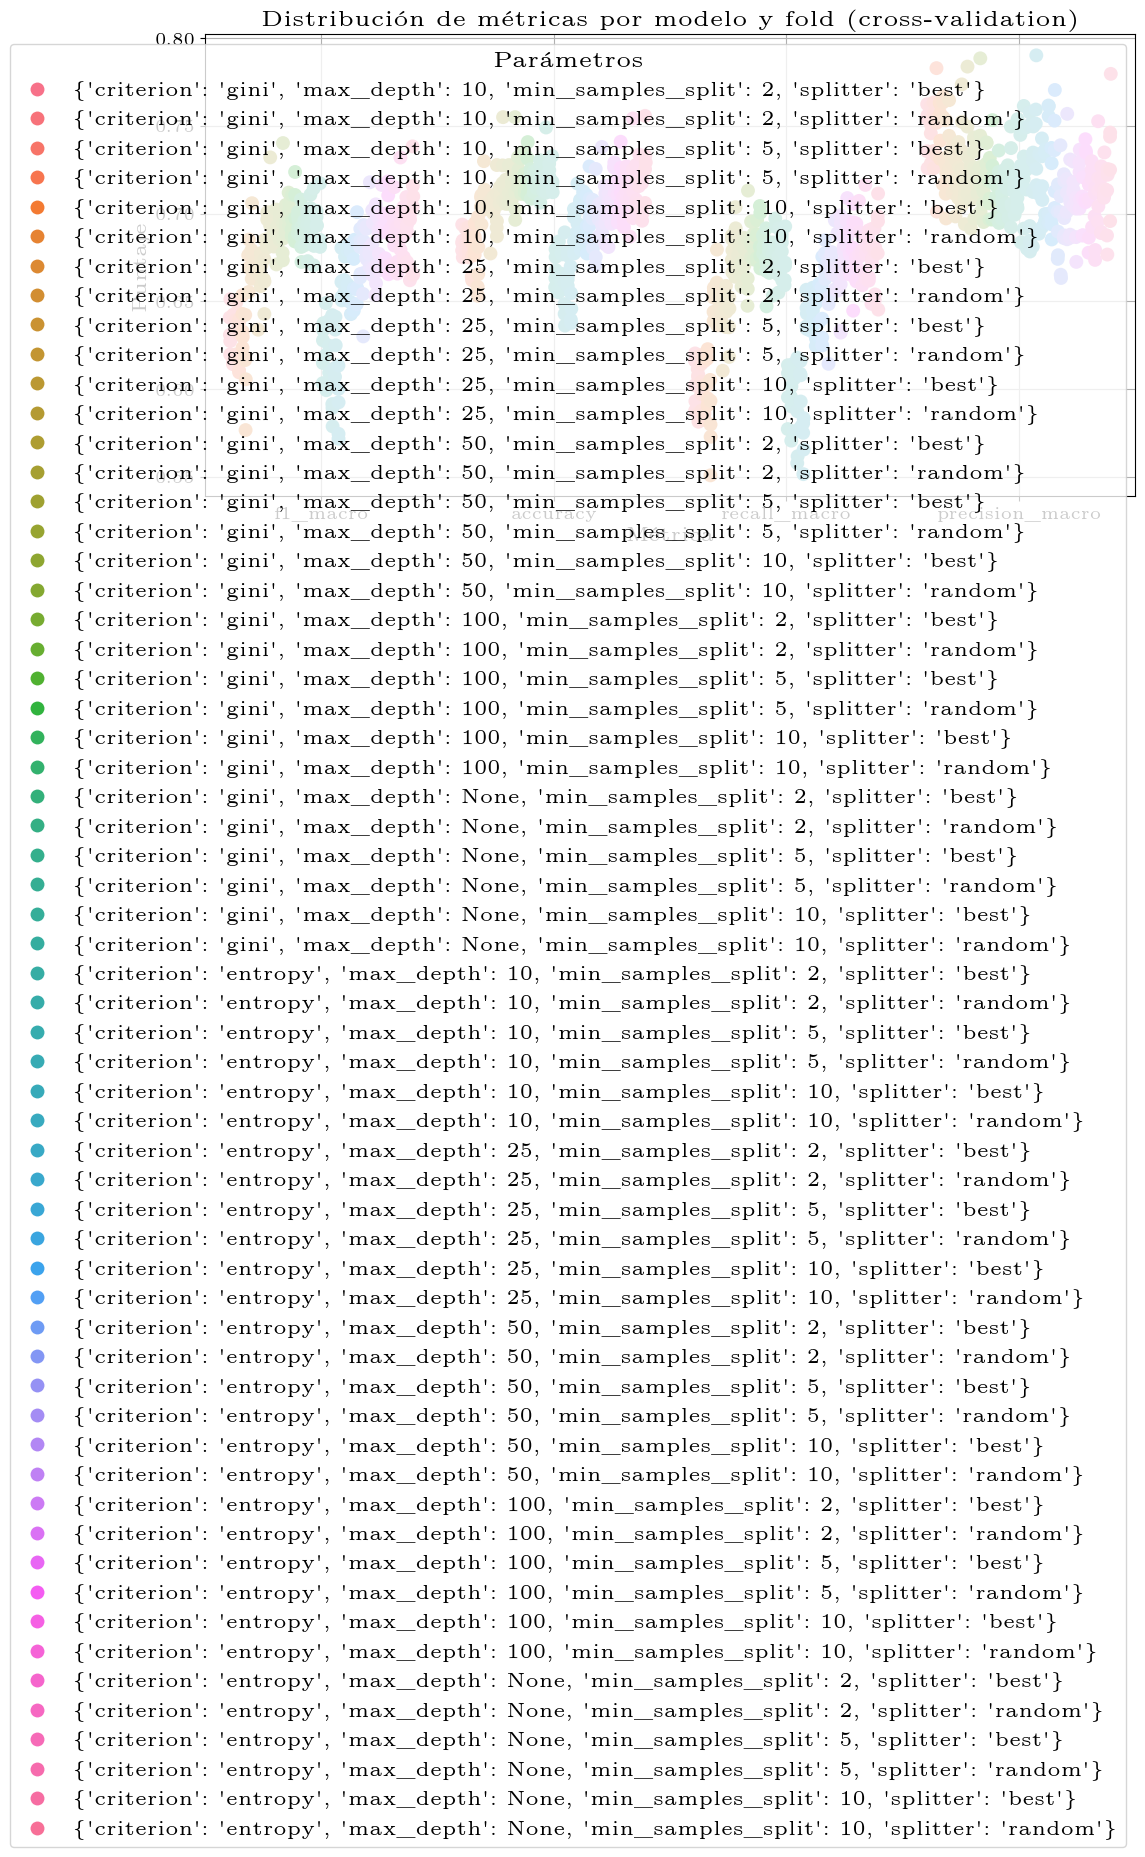 Distribución de métricas por modelo y fold (cross-validation)
0.80
Parámetros
{'criterion': 'gini', 'max_depth': 10, 'min_samples_split': 2, 'splitter': 'best'}
{'criterion': 'gini', 'max_depth': 10, 'min_samples_split': 2, 'splitter': 'random'}
0.75
{'criterion': 'gini', 'max_depth': 10, 'min_samples_split': 5, 'splitter': 'best'}
{'criterion': 'gini', 'max_depth': 10, 'min_samples_split': 5, 'splitter': 'random'}
{'criterion': 'gini', 'max_depth': 10, 'min_samples_split': 10, 'splitter': 'best'}
0.70
{'criterion': 'gini', 'max_depth': 10, 'min_samples_split': 10, 'splitter': 'random'}
{'criterion': 'gini', 'max_depth': 25, 'min_samples_split': 2, 'splitter': 'best'}
{'criterion': 'gini', 'max_depth': 25, 'min_samples_split': 2, 'splitter': 'random'}
0.65
{'criterion': 'gini', 'max_depth': 25, 'min_samples_split': 5, 'splitter': 'best'}
{'criterion': 'gini', 'max_depth': 25, 'min_samples_split': 5, 'splitter': 'random'}
{'criterion': 'gini', 'max_depth': 25, 'min_samples_split': 10, 'splitter': 'best'}
0.60
{'criterion': 'gini', 'max_depth': 25, 'min_samples_split': 10, 'splitter': 'random'}
{'criterion': 'gini', 'max_depth': 50, 'min_samples_split': 2, 'splitter': 'best'}
{'criterion': 'gini', 'max_depth': 50, 'min_samples_split': 2, 'splitter': 'random'}
0.55
{'criterion': 'gini', 'max_depth': 50, 'min_samples_split': 5, 'splitter': 'best'}
f1_macro accuracy recall_macro precision_macro
{'criterion': 'gini', 'max_depth': 50, 'min_samples_split': 5, 'splitter': 'random'}
Métrica
{'criterion': 'gini', 'max_depth': 50, 'min_samples_split': 10, 'splitter': 'best'}
{'criterion': 'gini', 'max_depth': 50, 'min_samples_split': 10, 'splitter': 'random'}
{'criterion': 'gini', 'max_depth': 100, 'min_samples_split': 2, 'splitter': 'best'}
{'criterion': 'gini', 'max_depth': 100, 'min_samples_split': 2, 'splitter': 'random'}
{'criterion': 'gini', 'max_depth': 100, 'min_samples_split': 5, 'splitter': 'best'}
{'criterion': 'gini', 'max_depth': 100, 'min_samples_split': 5, 'splitter': 'random'}
{'criterion': 'gini', 'max_depth': 100, 'min_samples_split': 10, 'splitter': 'best'}
{'criterion': 'gini', 'max_depth': 100, 'min_samples_split': 10, 'splitter': 'random'}
{'criterion': 'gini', 'max_depth': None, 'min_samples_split': 2, 'splitter': 'best'}
{'criterion': 'gini', 'max_depth': None, 'min_samples_split': 2, 'splitter': 'random'}
{'criterion': 'gini', 'max_depth': None, 'min_samples_split': 5, 'splitter': 'best'}
{'criterion': 'gini', 'max_depth': None, 'min_samples_split': 5, 'splitter': 'random'}
{'criterion': 'gini', 'max_depth': None, 'min_samples_split': 10, 'splitter': 'best'}
{'criterion': 'gini', 'max_depth': None, 'min_samples_split': 10, 'splitter': 'random'}
{'criterion': 'entropy', 'max_depth': 10, 'min_samples_split': 2, 'splitter': 'best'}
{'criterion': 'entropy', 'max_depth': 10, 'min_samples_split': 2, 'splitter': 'random'}
{'criterion': 'entropy', 'max_depth': 10, 'min_samples_split': 5, 'splitter': 'best'}
{'criterion': 'entropy', 'max_depth': 10, 'min_samples_split': 5, 'splitter': 'random'}
{'criterion': 'entropy', 'max_depth': 10, 'min_samples_split': 10, 'splitter': 'best'}
{'criterion': 'entropy', 'max_depth': 10, 'min_samples_split': 10, 'splitter': 'random'}
{'criterion': 'entropy', 'max_depth': 25, 'min_samples_split': 2, 'splitter': 'best'}
{'criterion': 'entropy', 'max_depth': 25, 'min_samples_split': 2, 'splitter': 'random'}
{'criterion': 'entropy', 'max_depth': 25, 'min_samples_split': 5, 'splitter': 'best'}
{'criterion': 'entropy', 'max_depth': 25, 'min_samples_split': 5, 'splitter': 'random'}
{'criterion': 'entropy', 'max_depth': 25, 'min_samples_split': 10, 'splitter': 'best'}
{'criterion': 'entropy', 'max_depth': 25, 'min_samples_split': 10, 'splitter': 'random'}
{'criterion': 'entropy', 'max_depth': 50, 'min_samples_split': 2, 'splitter': 'best'}
{'criterion': 'entropy', 'max_depth': 50, 'min_samples_split': 2, 'splitter': 'random'}
{'criterion': 'entropy', 'max_depth': 50, 'min_samples_split': 5, 'splitter': 'best'}
{'criterion': 'entropy', 'max_depth': 50, 'min_samples_split': 5, 'splitter': 'random'}
{'criterion': 'entropy', 'max_depth': 50, 'min_samples_split': 10, 'splitter': 'best'}
{'criterion': 'entropy', 'max_depth': 50, 'min_samples_split': 10, 'splitter': 'random'}
{'criterion': 'entropy', 'max_depth': 100, 'min_samples_split': 2, 'splitter': 'best'}
{'criterion': 'entropy', 'max_depth': 100, 'min_samples_split': 2, 'splitter': 'random'}
{'criterion': 'entropy', 'max_depth': 100, 'min_samples_split': 5, 'splitter': 'best'}
{'criterion': 'entropy', 'max_depth': 100, 'min_samples_split': 5, 'splitter': 'random'}
{'criterion': 'entropy', 'max_depth': 100, 'min_samples_split': 10, 'splitter': 'best'}
{'criterion': 'entropy', 'max_depth': 100, 'min_samples_split': 10, 'splitter': 'random'}
{'criterion': 'entropy', 'max_depth': None, 'min_samples_split': 2, 'splitter': 'best'}
{'criterion': 'entropy', 'max_depth': None, 'min_samples_split': 2, 'splitter': 'random'}
{'criterion': 'entropy', 'max_depth': None, 'min_samples_split': 5, 'splitter': 'best'}
{'criterion': 'entropy', 'max_depth': None, 'min_samples_split': 5, 'splitter': 'random'}
{'criterion': 'entropy', 'max_depth': None, 'min_samples_split': 10, 'splitter': 'best'}
{'criterion': 'entropy', 'max_depth': None, 'min_samples_split': 10, 'splitter': 'random'}